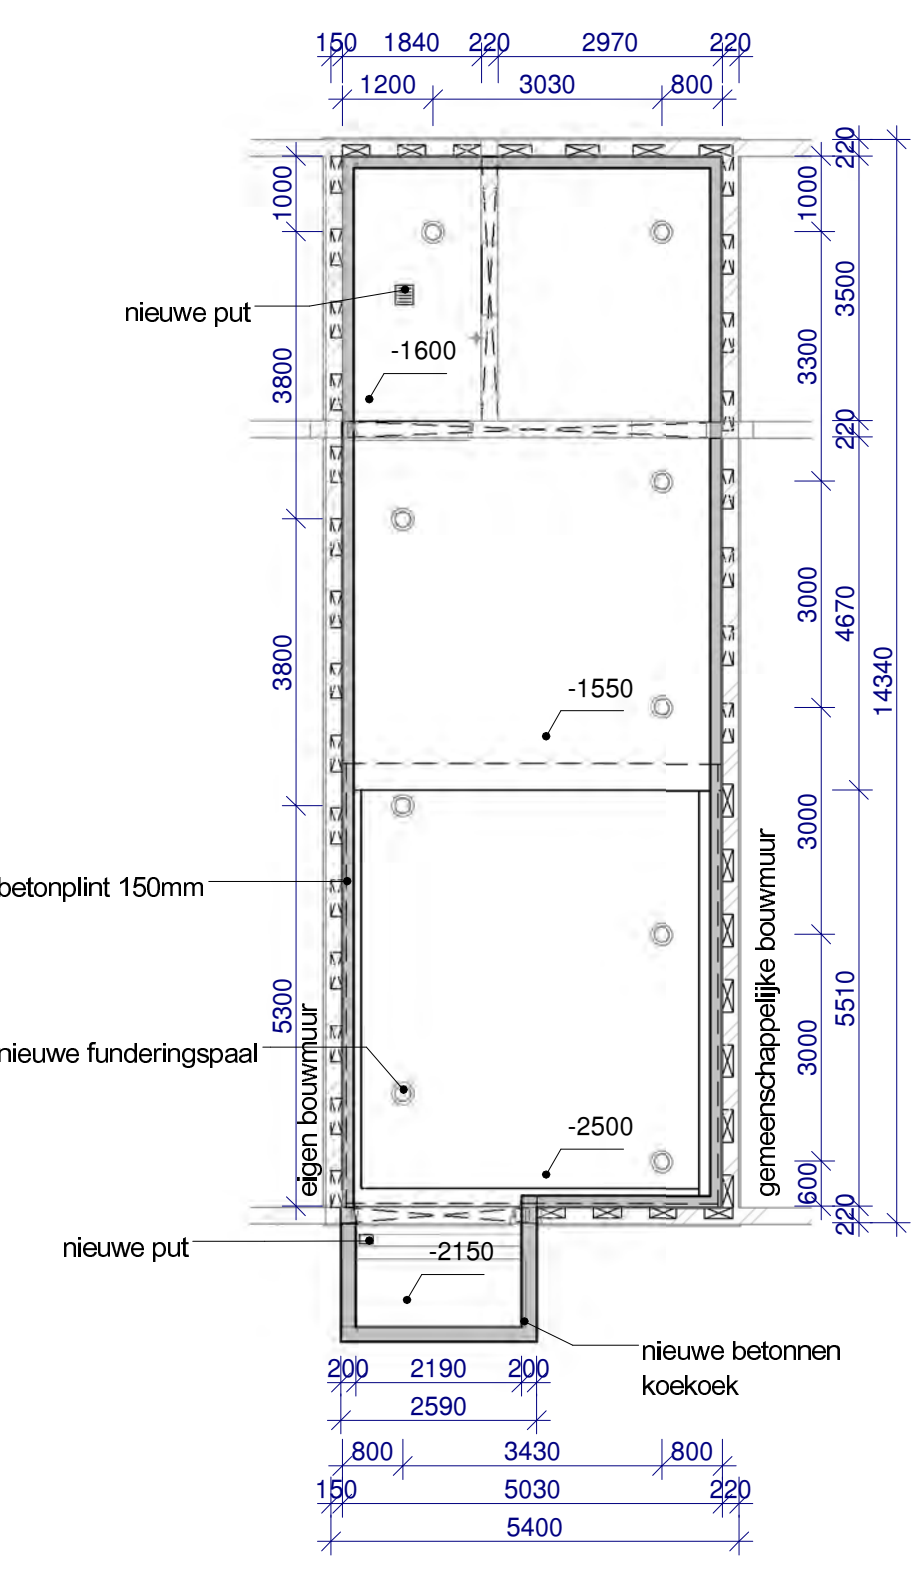 150 1840 220 2970 220
1200 3030 800
220
1000
1000
3500
nieuwe put
-1600
3300
3800
220
3000
4670
3800
14340
-1550
3000
gemeenschappelijke bouwmuur
betonplint 150mm
5300
5510
eigen bouwmuur
nieuwe funderingspaal
3000
-2500
600
220
nieuwe put
-2150
nieuwe betonnen
koekoek
200 2190 200
2590
800 3430 800
150 5030 220
5400